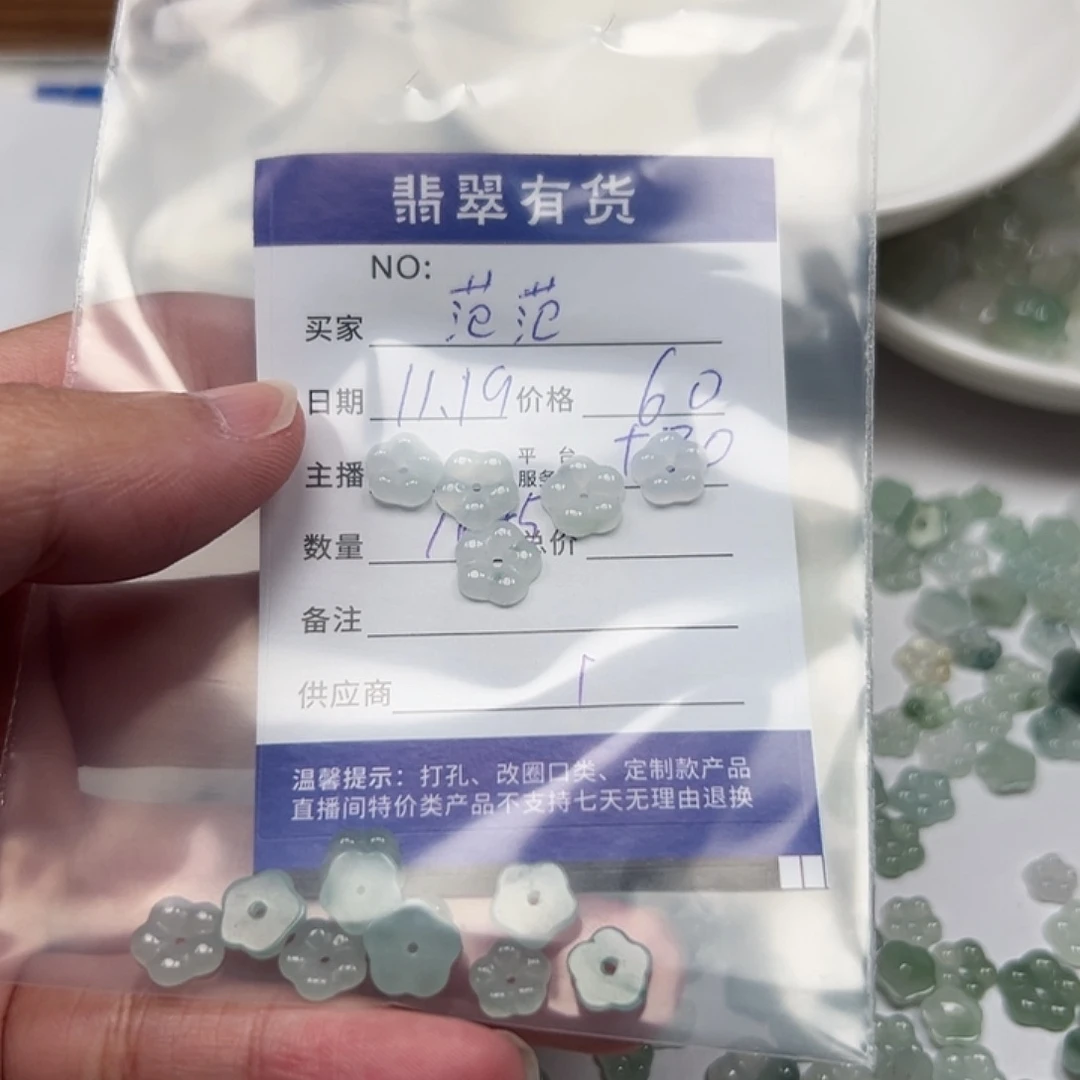 翡翠有货
NO:
买家 范范
日期 11.19 价格 60
主播 平台 +30
服务
数量 总价
备注
供应商
温馨提示：打孔、改圈口类、定制款产品
直播间特价类产品不支持七天无理由退换